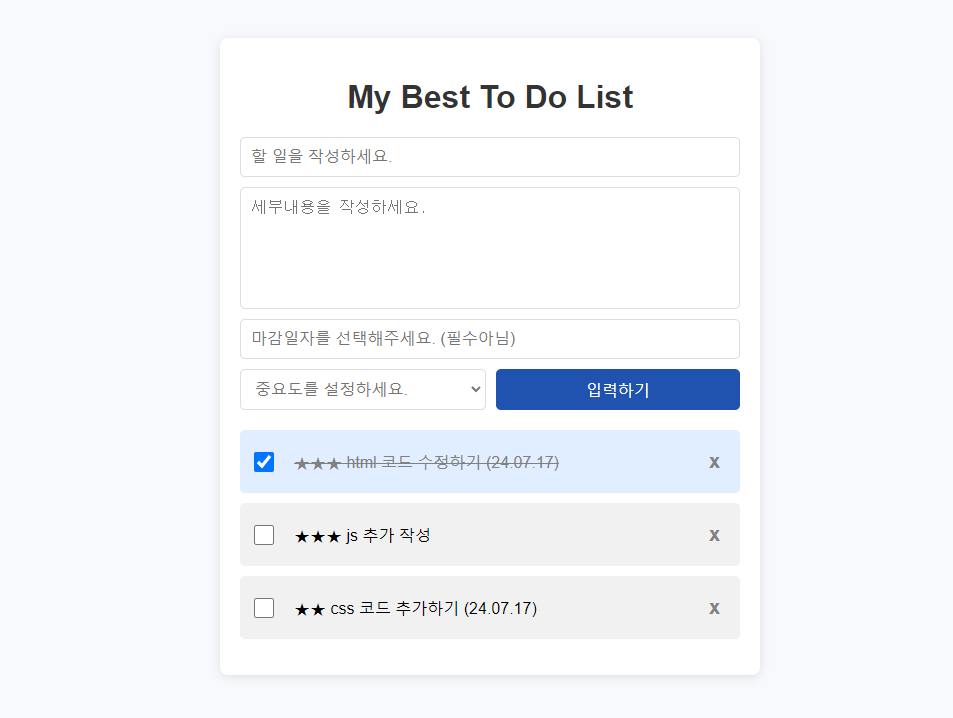 My Best To Do List
할 일을 작성하세요.
세부내용을 작성하세요.
마감일자를 선택해주세요. (필수아님)
중요도를 설정하세요.
입력하기
★★★ html 코드 수정하기 (24.07.17) X
★★★ js 추가 작성 X
★★ css 코드 추가하기 (24.07.17) X